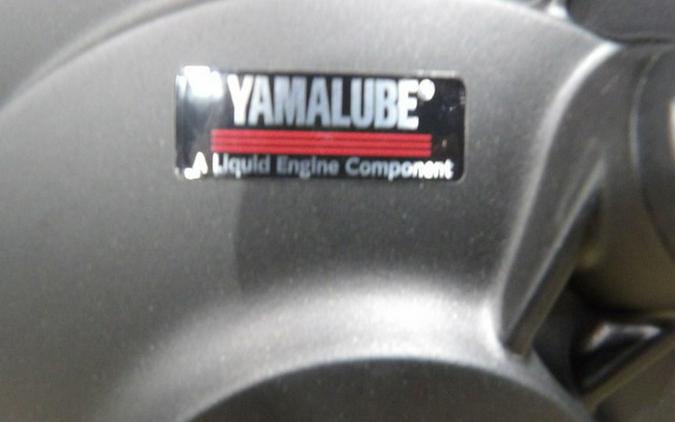 YAMALUBE®
A Liquid Engine Component